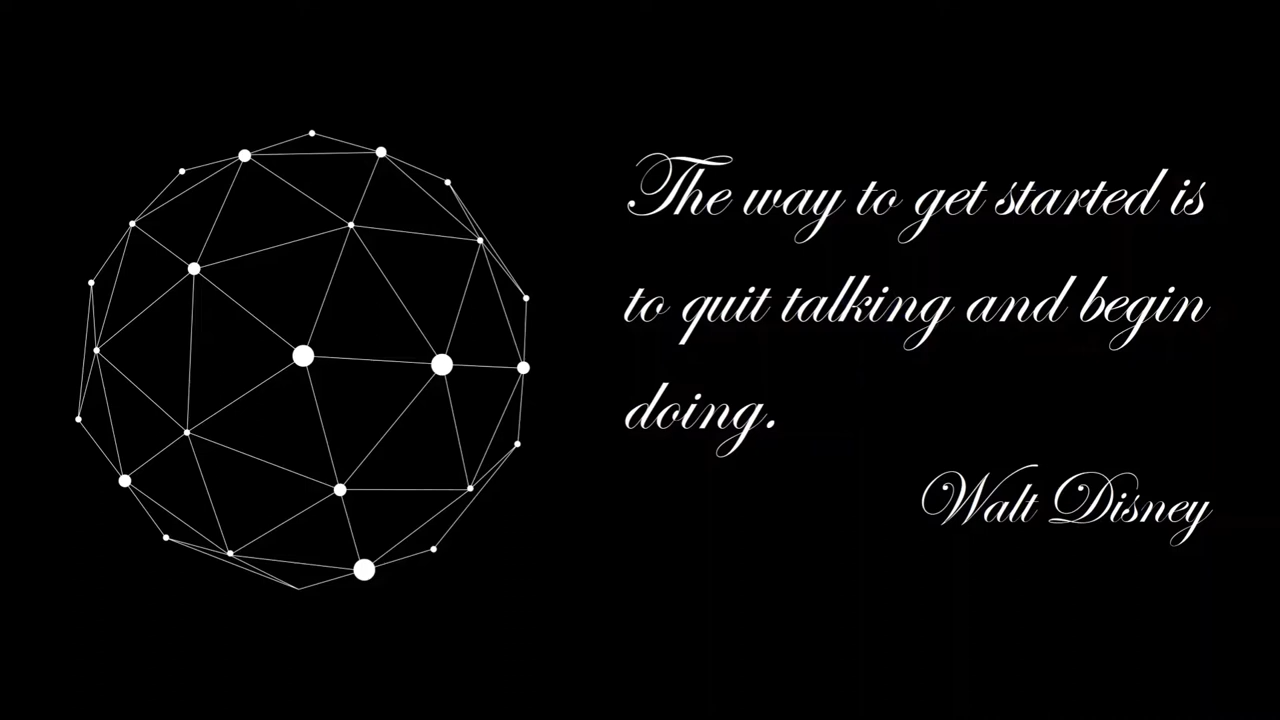 The way to get started is
to quit talking and begin
doing.
Walt Disney